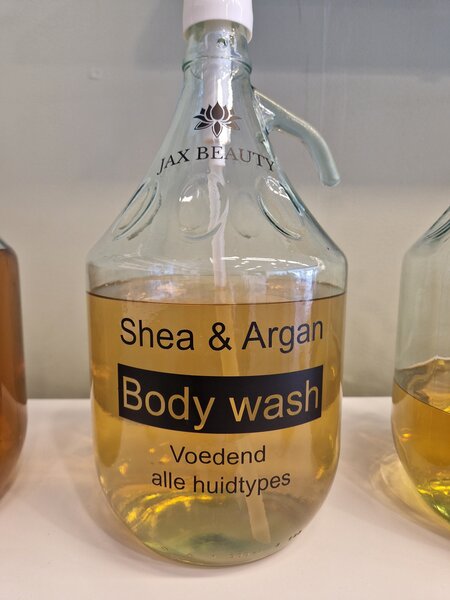 JAX BEAUTY
Shea & Argan
Body wash
Voedend
alle huidtypes